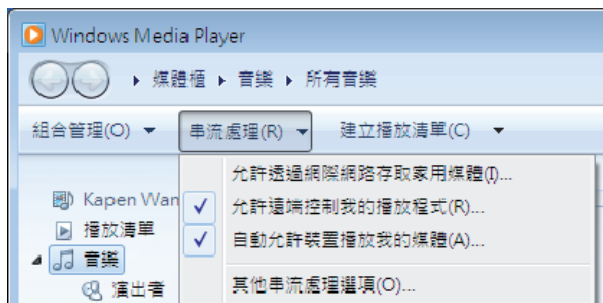 Windows Media Player
媒體櫃 ▸ 音樂 ▸ 所有音樂
組合管理(O) 串流處理(R) 建立播放清單(C)
允許透過網際網路存取家用媒體(I)...
Kapen Wan
允許遠端控制我的播放程式(R)...
播放清單
自動允許裝置播放我的媒體(A)...
音樂
演出者
其他串流處理選項(O)...